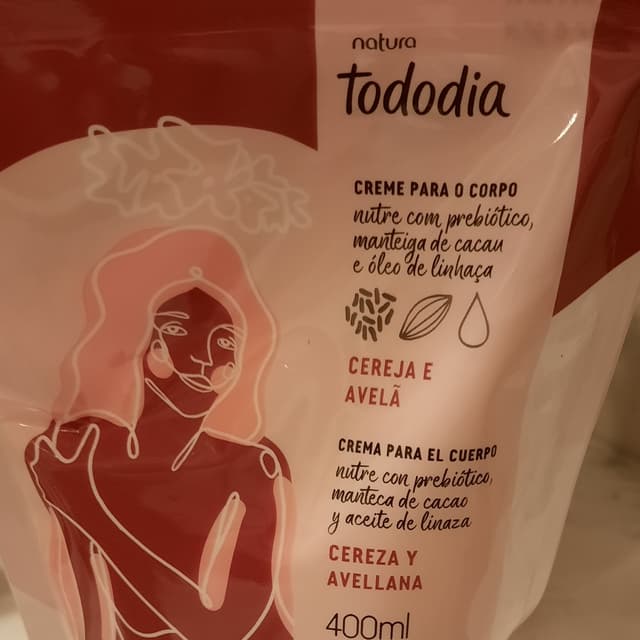 natura
tododia
CREME PARA O CORPO
nutre com prebiótico,
manteiga de cacau
e óleo de linhaça
CEREJA E
AVELÃ
CREMA PARA EL CUERPO
nutre con prebiótico,
manteca de cacao
y aceite de linaza
CEREZA Y
AVELLANA
400ml